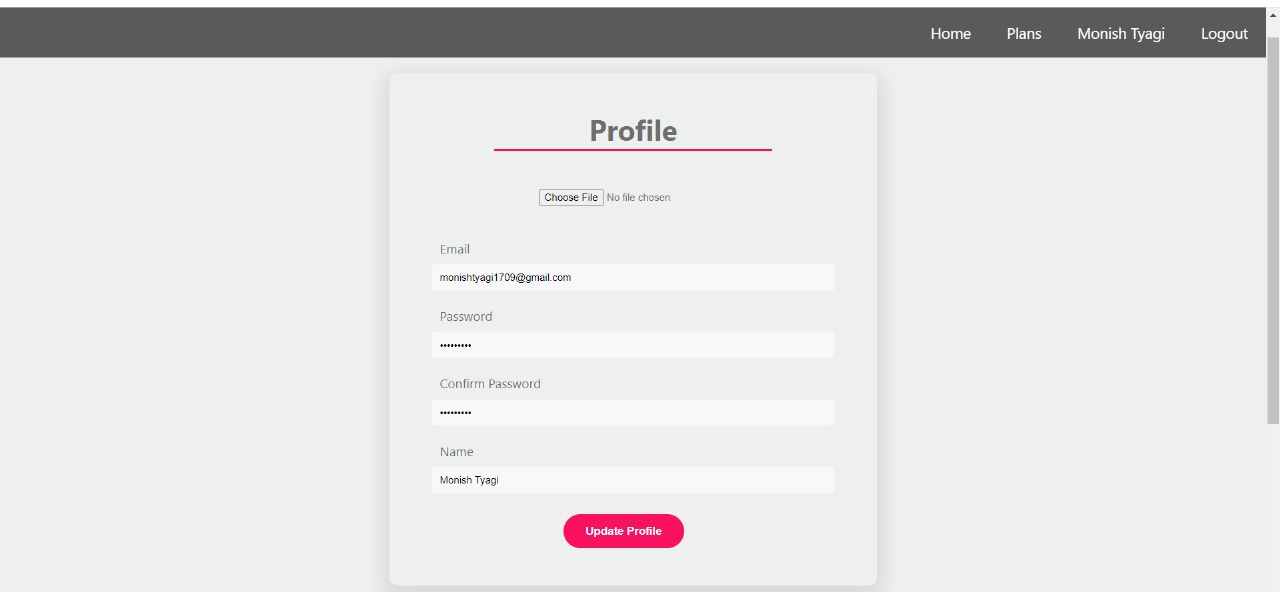 Home Plans Monish Tyagi Logout
Profile
Choose File No file chosen
Email
monishtyagi1709@gmail.com
Password
•••••••••
Confirm Password
•••••••••
Name
Monish Tyagi
Update Profile